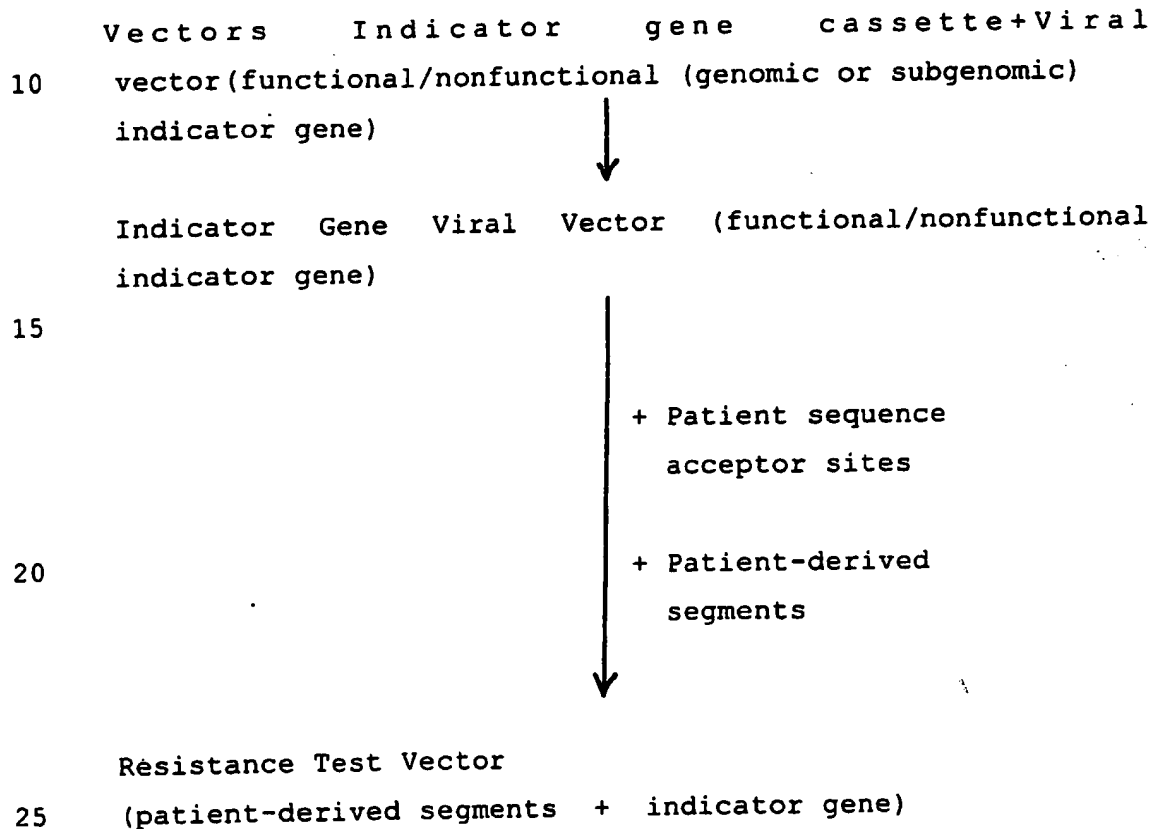 Vectors Indicator gene cassette+Viral
10 vector(functional/nonfunctional (genomic or subgenomic)
indicator gene)
Indicator Gene Viral Vector (functional/nonfunctional
indicator gene)
15
+ Patient sequence
acceptor sites
20 + Patient-derived
segments
Resistance Test Vector
25 (patient-derived segments + indicator gene)